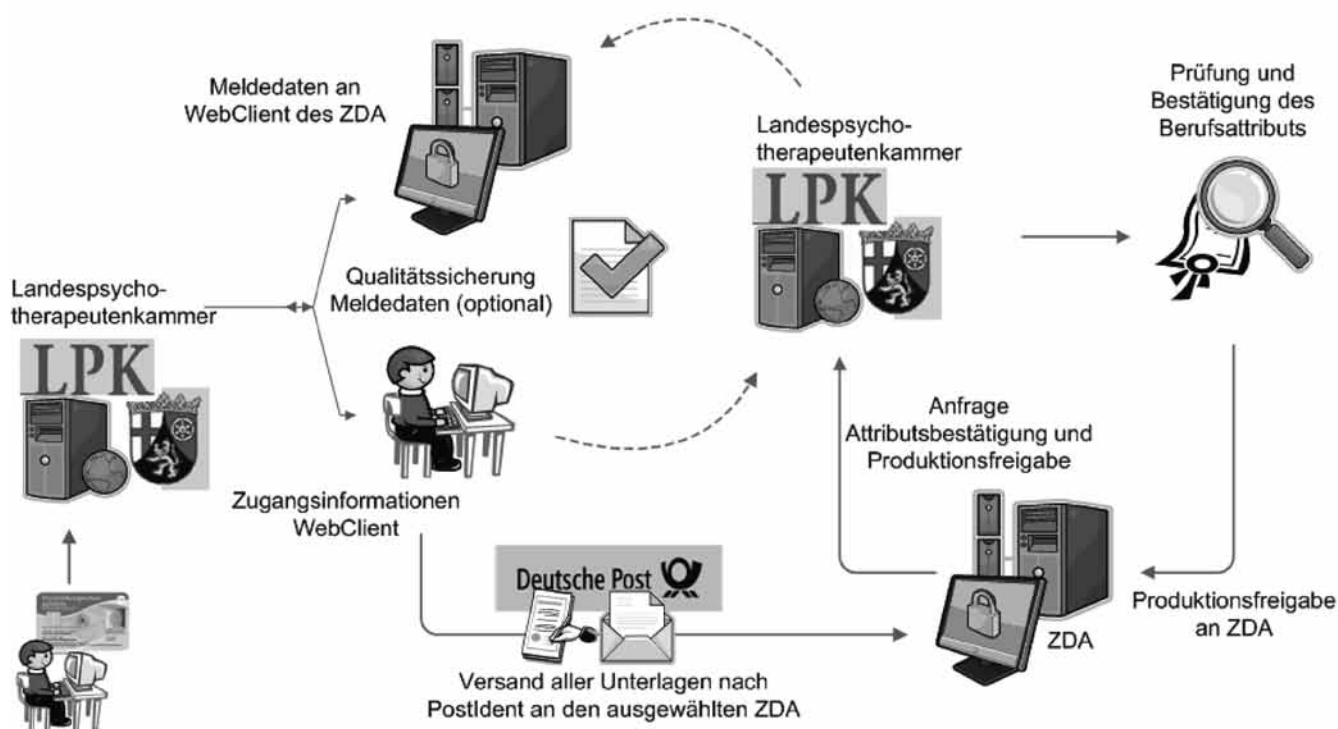 Meldedaten an
WebClient des ZDA
Landespsycho-
therapeutenkammer
LPK
Prüfung und
Bestätigung des
Berufsattributs
Qualitätssicherung
Meldedaten (optional)
Landespsycho-
therapeutenkammer
LPK
Zugangsinformationen
WebClient
Anfrage
Attributsbestätigung und
Produktionsfreigabe
Deutsche Post
ZDA
Produktionsfreigabe
an ZDA
Versand aller Unterlagen nach
PostIdent an den ausgewählten ZDA